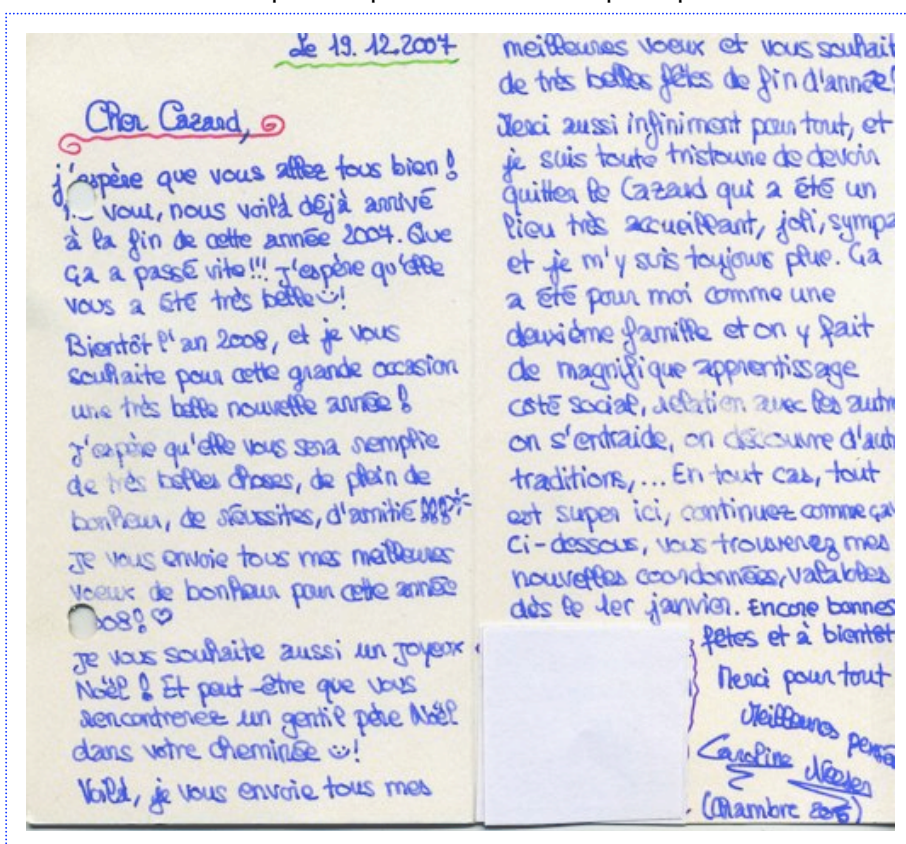 Le 19.12.2007
Cher Cazard,
j'espère que vous allez tous bien !
vous, nous voilà déjà arrivé
à la fin de cette année 2007. Que
ça a passé vite!!! J'espère qu'elle
vous a été très belle !
Bientôt l'an 2008, et je vous
souhaite pour cette grande occasion
une très belle nouvelle année !
J'espère qu'elle vous sera remplie
de très belles choses, de plein de
bonheur, de réussites, d'amitié !!!
Je vous envoie tous mes meilleures
voeux de bonheur pour cette année
008! ♡
Je vous souhaite aussi un joyeux
Noël ! Et peut-être que vous
rencontrerez un gentil père Noël
dans votre cheminée !
Voilà, je vous envoie tous mes
meilleures voeux et vous souhait
de très belles fêtes de fin d'année!
Merci aussi infiniment pour tout, et
je suis toute tristoune de devoir
quitter le Cazard qui a été un
lieu très accueillant, joli, sympa
et je m'y suis toujours plue. Ça
a été pour moi comme une
deuxième famille et on y fait
de magnifique apprentissage
côté social, relation avec les autr
on s'entraide, on découvre d'aut
traditions,... En tout cas, tout
est super ici, continuez comme ça
Ci-dessous, vous trouverez mes
nouvelles coordonnées, valables
dès le 1er janvier. Encore bonnes
fêtes et à bientôt
Merci pour tout
Meilleures pensé
Caroline
(Chambre